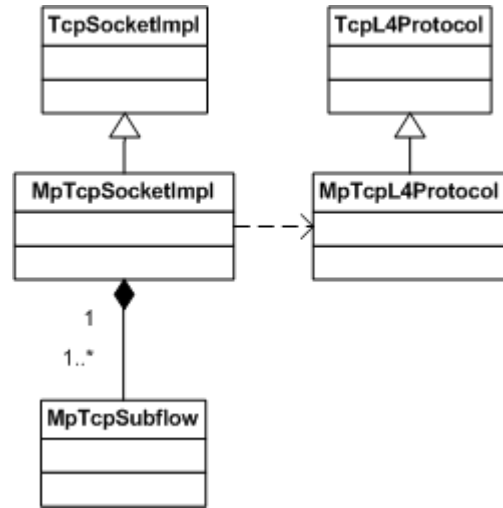 TcpSocketImpl
TcpL4Protocol
MpTcpSocketImpl
MpTcpL4Protocol
1
1..*
MpTcpSubflow